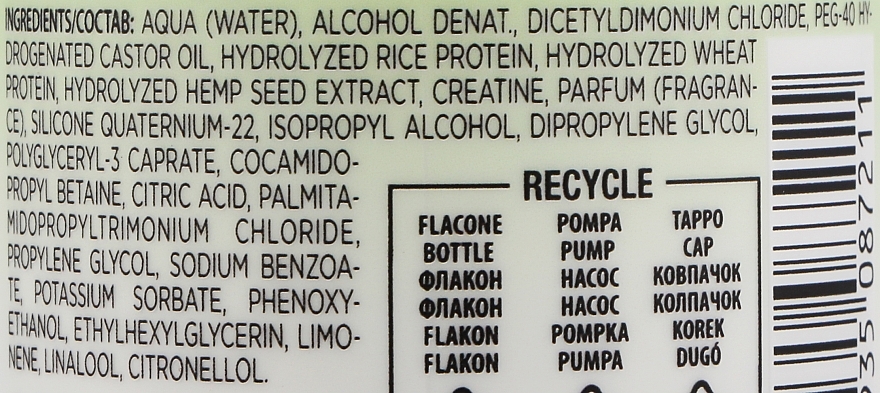 INGREDIENTS/СОСТАВ: AQUA (WATER), ALCOHOL DENAT., DICETYLDIMONIUM CHLORIDE, PEG-40 HY-
DROGENATED CASTOR OIL, HYDROLYZED RICE PROTEIN, HYDROLYZED WHEAT
PROTEIN, HYDROLYZED HEMP SEED EXTRACT, CREATINE, PARFUM (FRAGRAN-
CE), SILICONE QUATERNIUM-22, ISOPROPYL ALCOHOL, DIPROPYLENE GLYCOL,
POLYGLYCERYL-3 CAPRATE, COCAMIDO-
PROPYL BETAINE, CITRIC ACID, PALMITA-
MIDOPROPYLTRIMONIUM CHLORIDE,
PROPYLENE GLYCOL, SODIUM BENZOA-
TE, POTASSIUM SORBATE, PHENOXY-
ETHANOL, ETHYLHEXYLGLYCERIN, LIMO-
NENE, LINALOOL, CITRONELLOL.
RECYCLE
FLACONE POMPA TAPPO
BOTTLE PUMP CAP
ФЛАКОН НАСОС КОВПАЧОК
ФЛАКОН НАСОС КОЛПАЧОК
FLAKON POMPKA KOREK
FLAKON PUMPA DUGÓ
35 087211